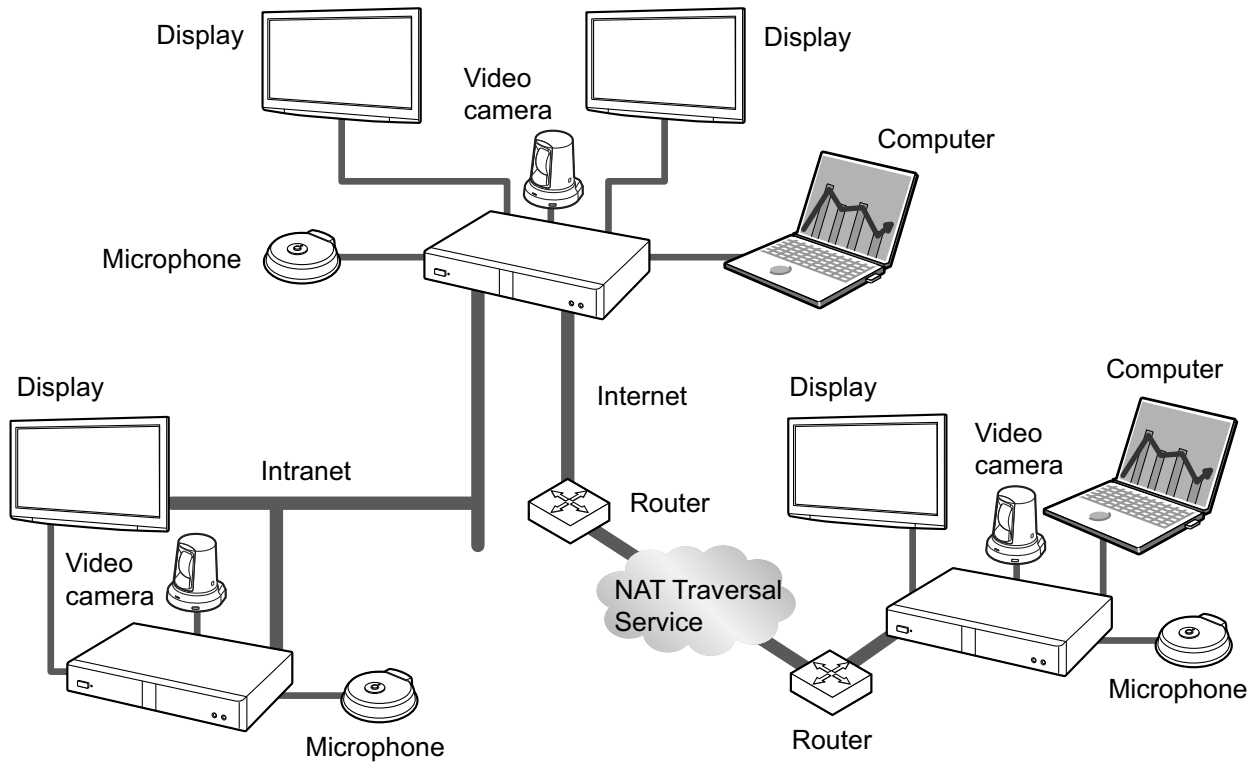 Display
Display
Video
camera
Computer
Microphone
Display
Internet
Display
Computer
Intranet
Video
camera
Router
Video
camera
NAT Traversal
Service
Microphone
Router
Microphone